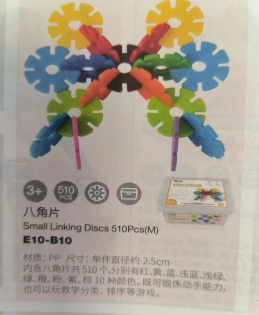 3+
510
PCS
八角片
Small Linking Discs 510Pcs(M)
E10-B10
材质: PP 尺寸: 单件直径约 2.5cm
内含八角片共 510 个,分别有红、黄、蓝、浅蓝、浅绿、
绿、橙、粉、紫、棕 10 种颜色。既可锻炼动手能力,
也可以玩数字分类、排序等游戏。